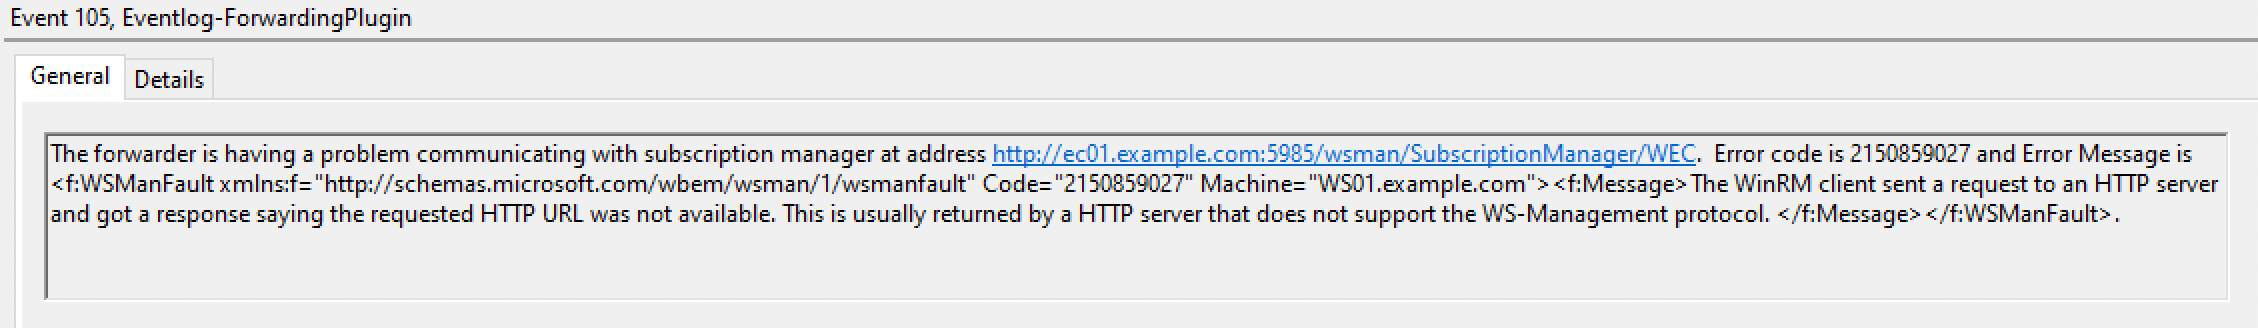 Event 105, Eventlog-ForwardingPlugin
General
Details
The forwarder is having a problem communicating with subscription manager at address http://ec01.example.com:5985/wsman/SubscriptionManager/WEC.  Error code is 2150859027 and Error Message is
<f:WSManFault xmlns:f="http://schemas.microsoft.com/wbem/wsman/1/wsmanfault" Code="2150859027" Machine="WS01.example.com"><f:Message>The WinRM client sent a request to an HTTP server
and got a response saying the requested HTTP URL was not available. This is usually returned by a HTTP server that does not support the WS-Management protocol. </f:Message></f:WSManFault>.